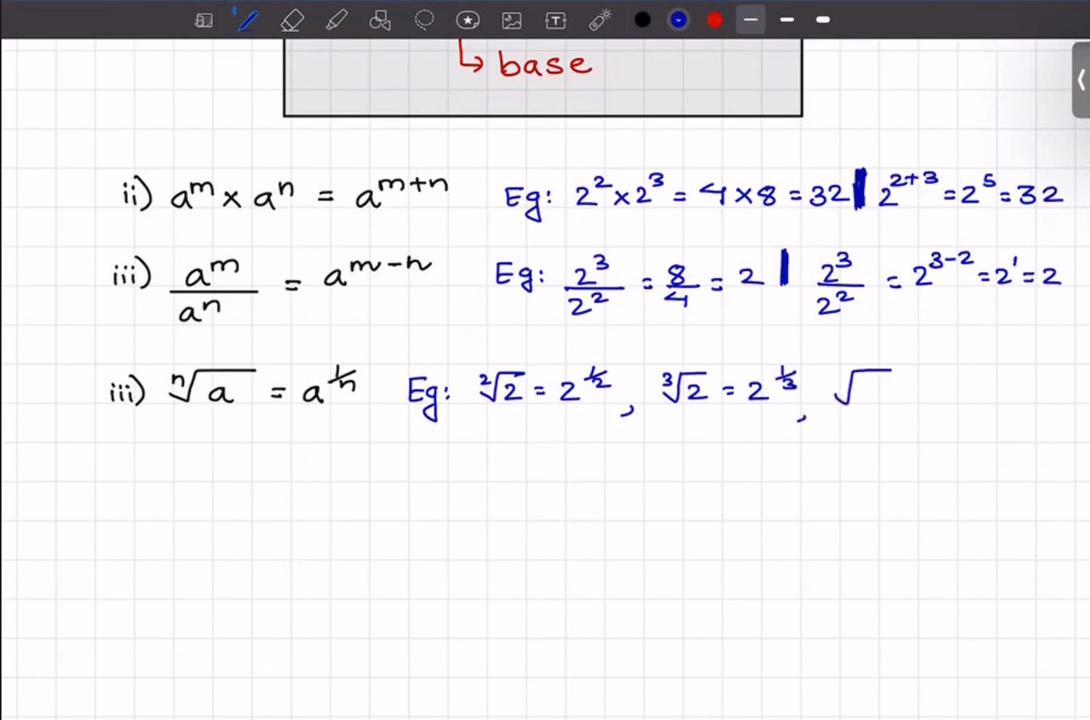 ↳ base
ii) aᵐ × aⁿ = aᵐ⁺ⁿ Eg: 2² × 2³ = 4 × 8 = 32 | 2²⁺³ = 2⁵ = 32
iii) aᵐ/aⁿ = aᵐ⁻ⁿ Eg: 2³/2² = 8/4 = 2 | 2³/2² = 2³⁻² = 2¹ = 2
iii) ⁿ√a = a^(1/n) Eg: ²√2 = 2^(1/2), ³√2 = 2^(1/3), √